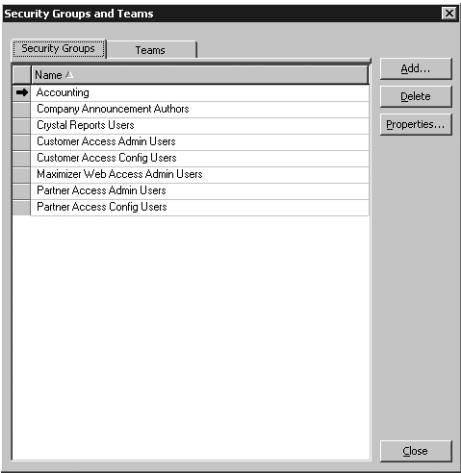 Security Groups and Teams
Security Groups
Teams
Name
Accounting
Company Announcement Authors
Crystal Reports Users
Customer Access Admin Users
Customer Access Config Users
Maximizer Web Access Admin Users
Partner Access Admin Users
Partner Access Config Users
Add...
Delete
Properties...
Close